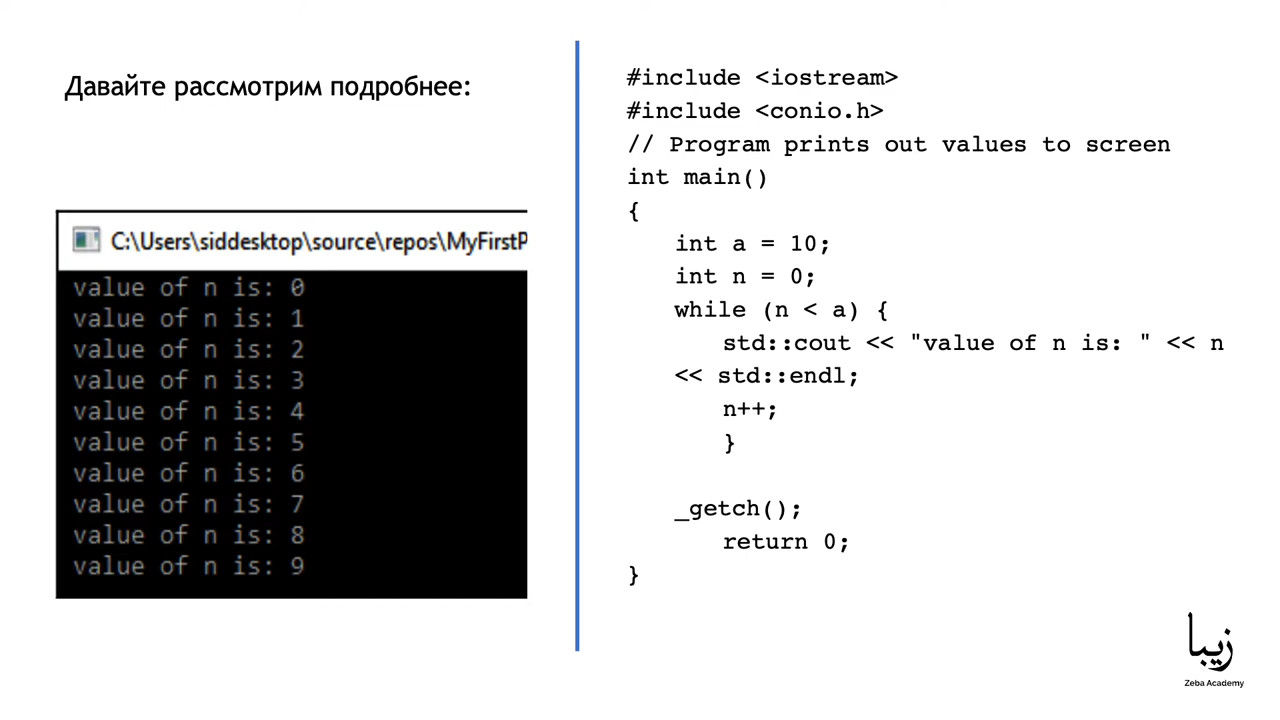 Давайте рассмотрим подробнее:
C:\Users\siddesktop\source\repos\MyFirstP
value of n is: 0
value of n is: 1
value of n is: 2
value of n is: 3
value of n is: 4
value of n is: 5
value of n is: 6
value of n is: 7
value of n is: 8
value of n is: 9
#include <iostream>
#include <conio.h>
// Program prints out values to screen
int main()
{
int a = 10;
int n = 0;
while (n < a) {
std::cout << "value of n is: " << n
<< std::endl;
n++;
}
_getch();
return 0;
}
زيبا
Zeba Academy